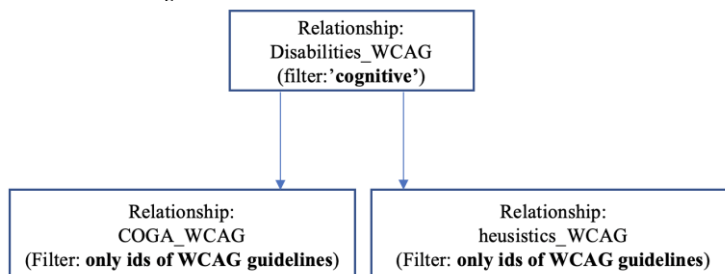 Relationship:
Disabilities_WCAG
(filter:’cognitive’)
Relationship:
COGA_WCAG
(Filter: only ids of WCAG guidelines)
Relationship:
heusistics_WCAG
(Filter: only ids of WCAG guidelines)